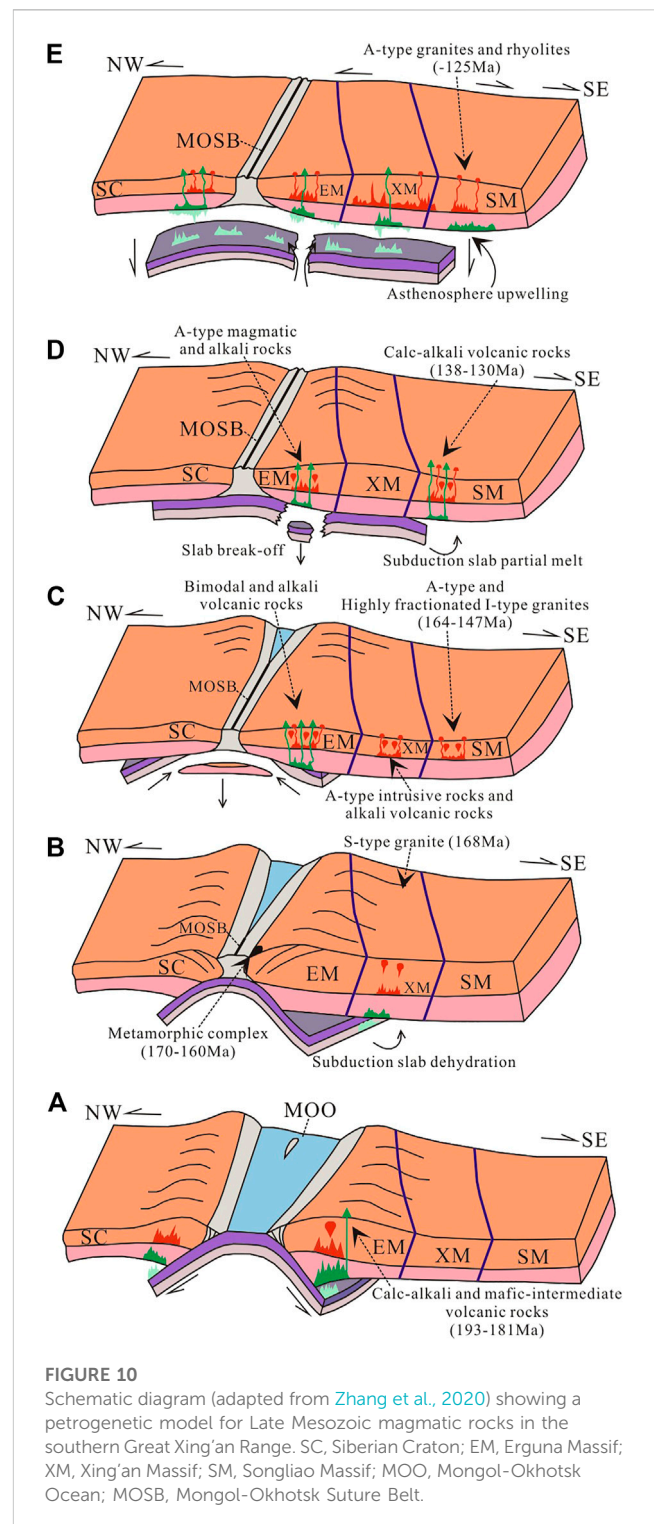 E
NW
A-type granites and rhyolites
(-125Ma)
SE
MOSB
SC
EM
XM
SM
Asthenosphere upwelling
D
NW
A-type magmatic
and alkali rocks
Calc-alkali volcanic rocks
(138-130Ma)
SE
MOSB
SC
EM
XM
SM
Slab break-off
Subduction slab partial melt
C
NW
Bimodal and alkali
volcanic rocks
A-type and
Highly fractionated I-type granites
(164-147Ma)
SE
MOSB
SC
EM
XM
SM
A-type intrusive rocks and
alkali volcanic rocks
B
NW
S-type granite (168Ma)
SE
MOSB
SC
EM
XM
SM
Metamorphic complex
(170-160Ma)
Subduction slab dehydration
A
NW
MOO
SE
SC
EM
XM
SM
Calc-alkali and mafic-intermediate
volcanic rocks
(193-181Ma)
FIGURE 10
Schematic diagram (adapted from Zhang et al., 2020) showing a
petrogenetic model for Late Mesozoic magmatic rocks in the
southern Great Xing'an Range. SC, Siberian Craton; EM, Erguna Massif;
XM, Xing'an Massif; SM, Songliao Massif; MOO, Mongol-Okhotsk
Ocean; MOSB, Mongol-Okhotsk Suture Belt.